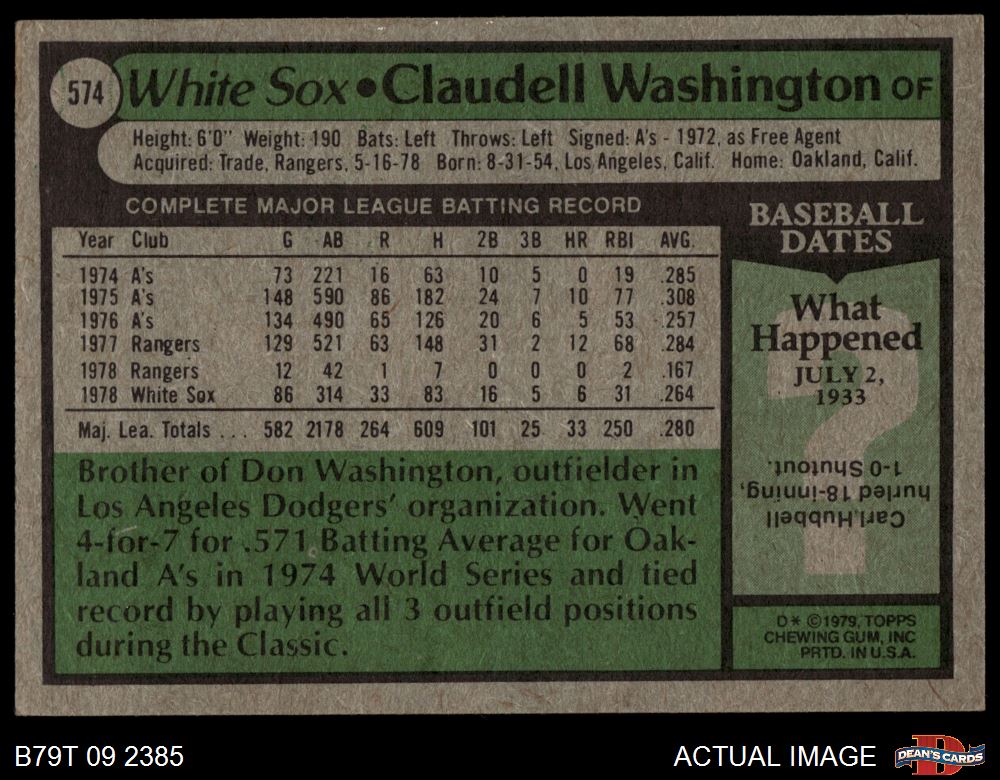 574
White Sox • Claudell Washington OF
Height: 6'0" Weight: 190 Bats: Left Throws: Left Signed: A's - 1972, as Free Agent
Acquired: Trade, Rangers, 5-16-78 Born: 8-31-54, Los Angeles, Calif. Home: Oakland, Calif.
COMPLETE MAJOR LEAGUE BATTING RECORD
Year Club G AB R H 2B 3B HR RBI AVG.
1974 A's 73 221 16 63 10 5 0 19 .285
1975 A's 148 590 86 182 24 7 10 77 .308
1976 A's 134 490 65 126 20 6 5 53 .257
1977 Rangers 129 521 63 148 31 2 12 68 .284
1978 Rangers 12 42 1 7 0 0 0 2 .167
1978 White Sox 86 314 33 83 16 5 6 31 .264
Maj. Lea. Totals ... 582 2178 264 609 101 25 33 250 .280
Brother of Don Washington, outfielder in
Los Angeles Dodgers' organization. Went
4-for-7 for .571 Batting Average for Oak-
land A's in 1974 World Series and tied
record by playing all 3 outfield positions
during the Classic.
BASEBALL
DATES
What
Happened
JULY 2,
1933
Carl Hubbell
hurled 18-inning,
1-0 Shutout.
D* ©1979, TOPPS
CHEWING GUM, INC
PRTD. IN U.S.A.
B79T 09 2385
ACTUAL IMAGE
D
DEAN'S CARDS